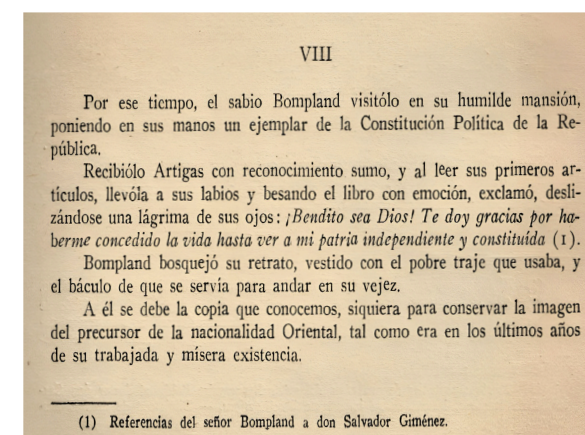 VIII
Por ese tiempo, el sabio Bompland visitólo en su humilde mansión,
poniendo en sus manos un ejemplar de la Constitución Política de la Re-
pública.
Recibiólo Artigas con reconocimiento sumo, y al leer sus primeros ar-
tículos, llevóla a sus labios y besando el libro con emoción, exclamó, desli-
zándose una lágrima de sus ojos: ¡Bendito sea Dios! Te doy gracias por ha-
berme concedido la vida hasta ver a mi patria independiente y constituída (1).
Bompland bosquejó su retrato, vestido con el pobre traje que usaba, y
el báculo de que se servía para andar en su vejez.
A él se debe la copia que conocemos, siquiera para conservar la imagen
del precursor de la nacionalidad Oriental, tal como era en los últimos años
de su trabajada y mísera existencia.
(1) Referencias del señor Bompland a don Salvador Giménez.